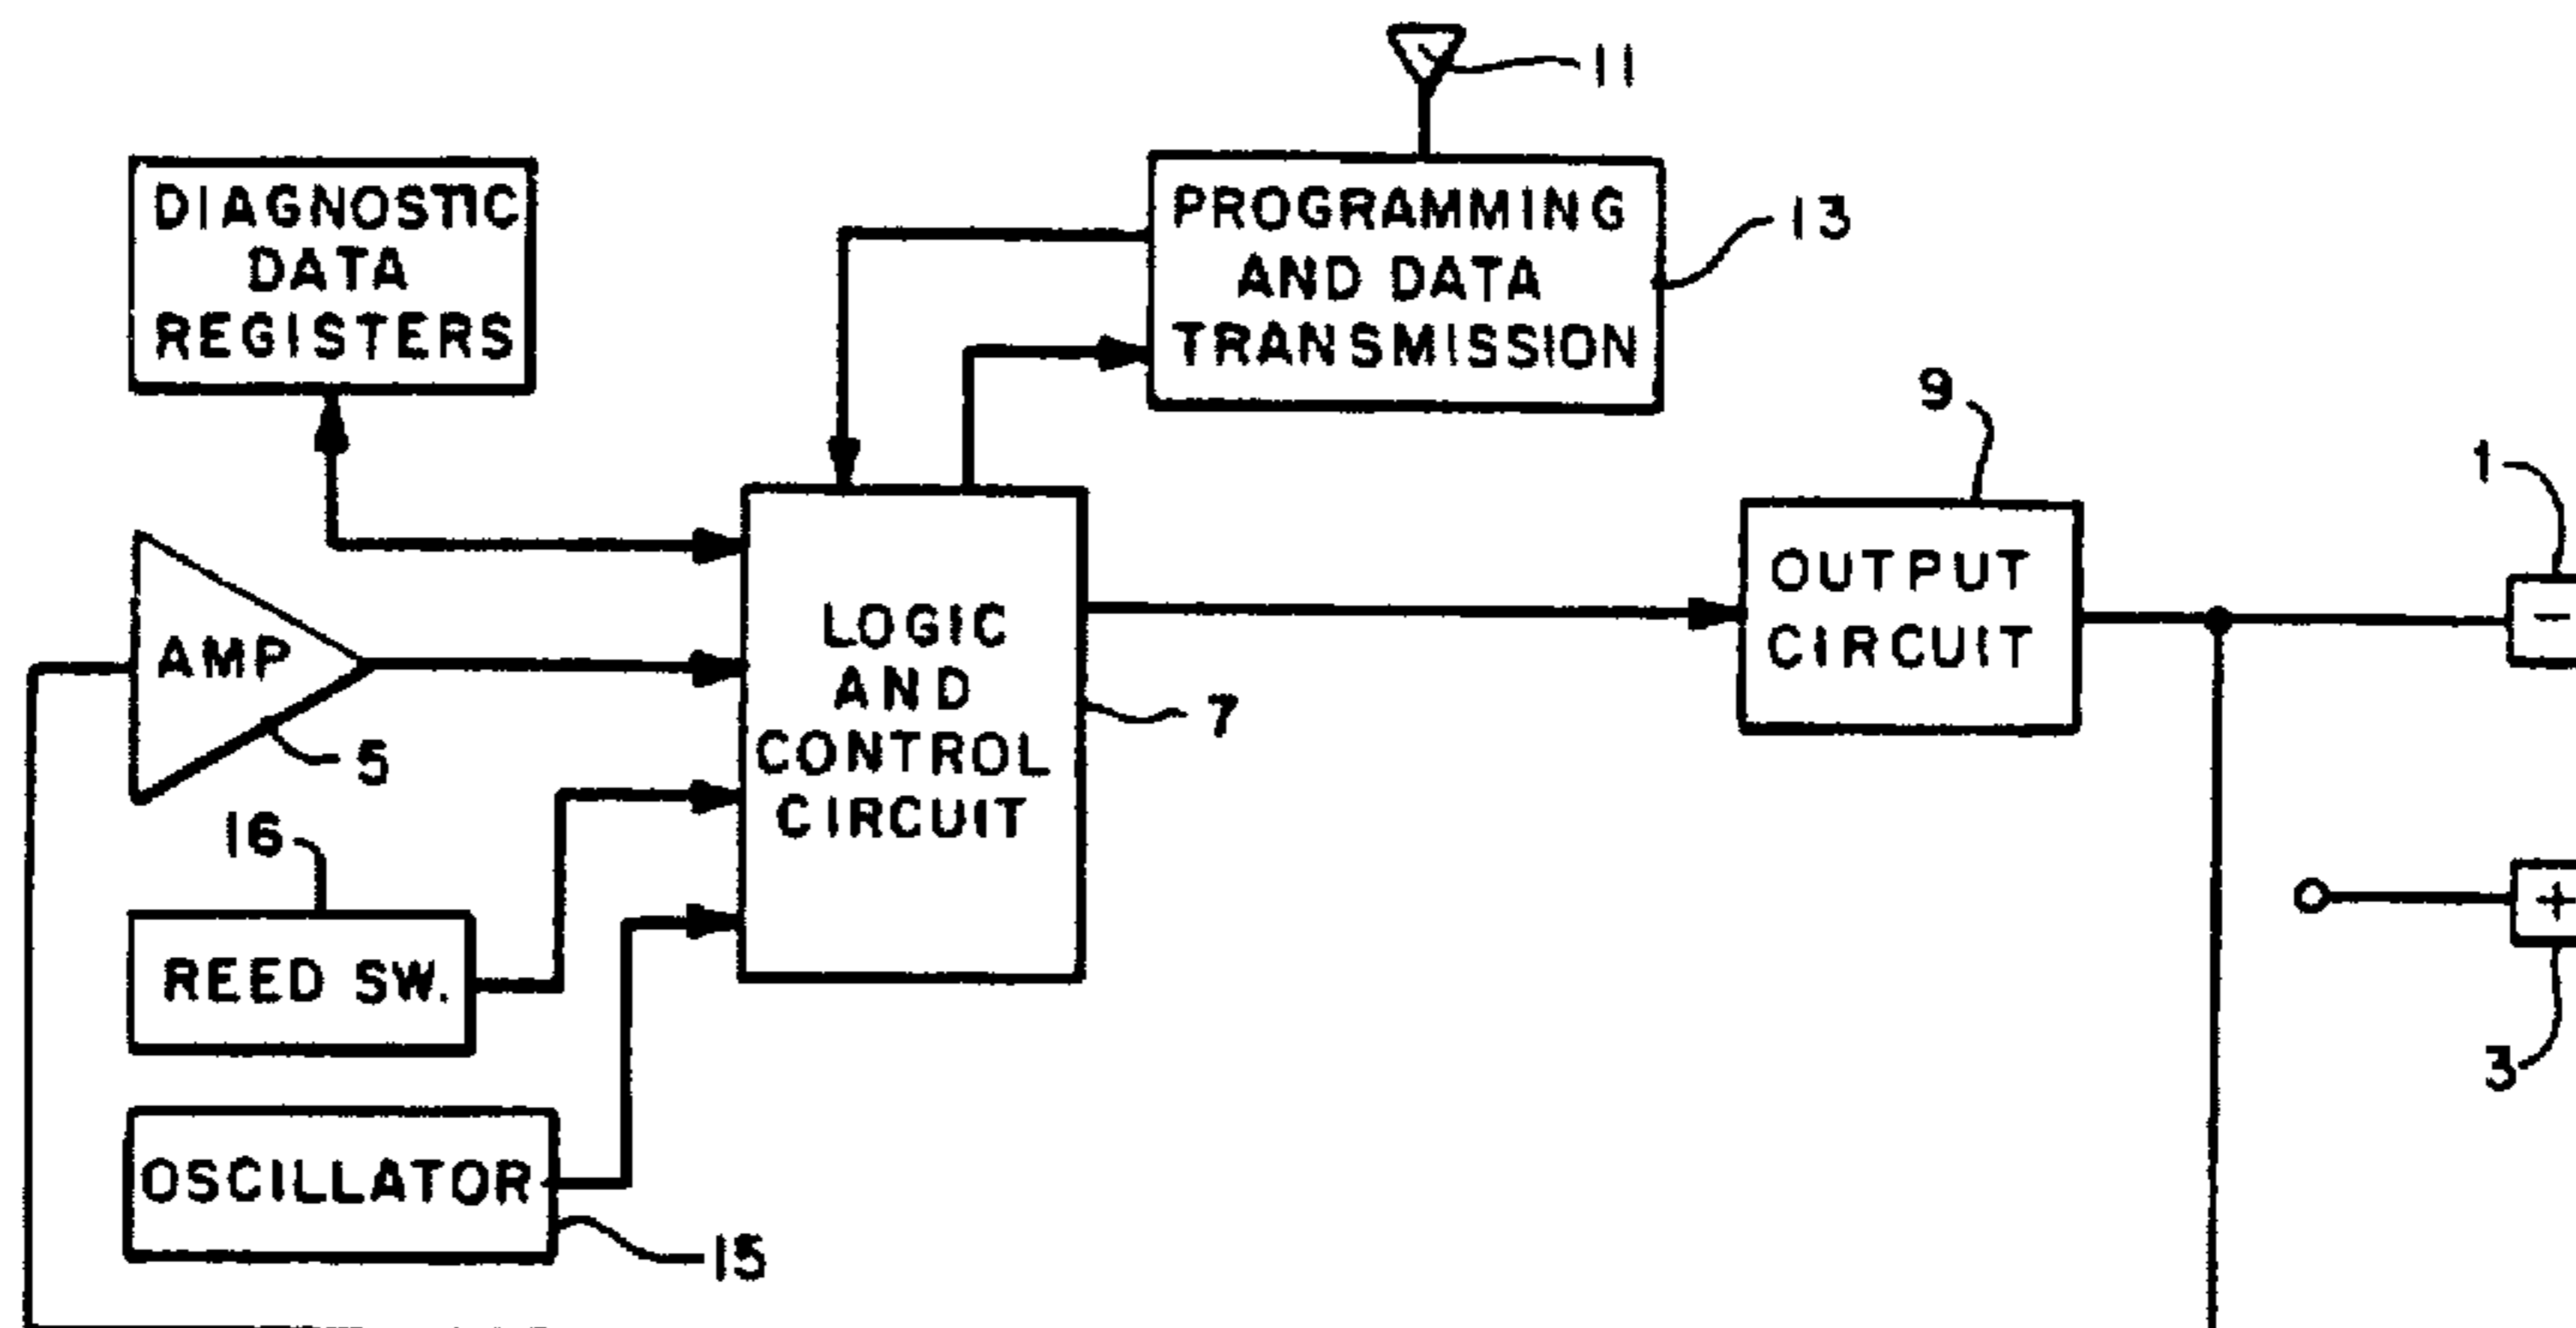 11
DIAGNOSTIC
DATA
REGISTERS
PROGRAMMING
AND DATA
TRANSMISSION
13
9
1
OUTPUT
CIRCUIT
−
AMP
5
LOGIC
AND
CONTROL
CIRCUIT
7
16
REED SW.
+
3
OSCILLATOR
15